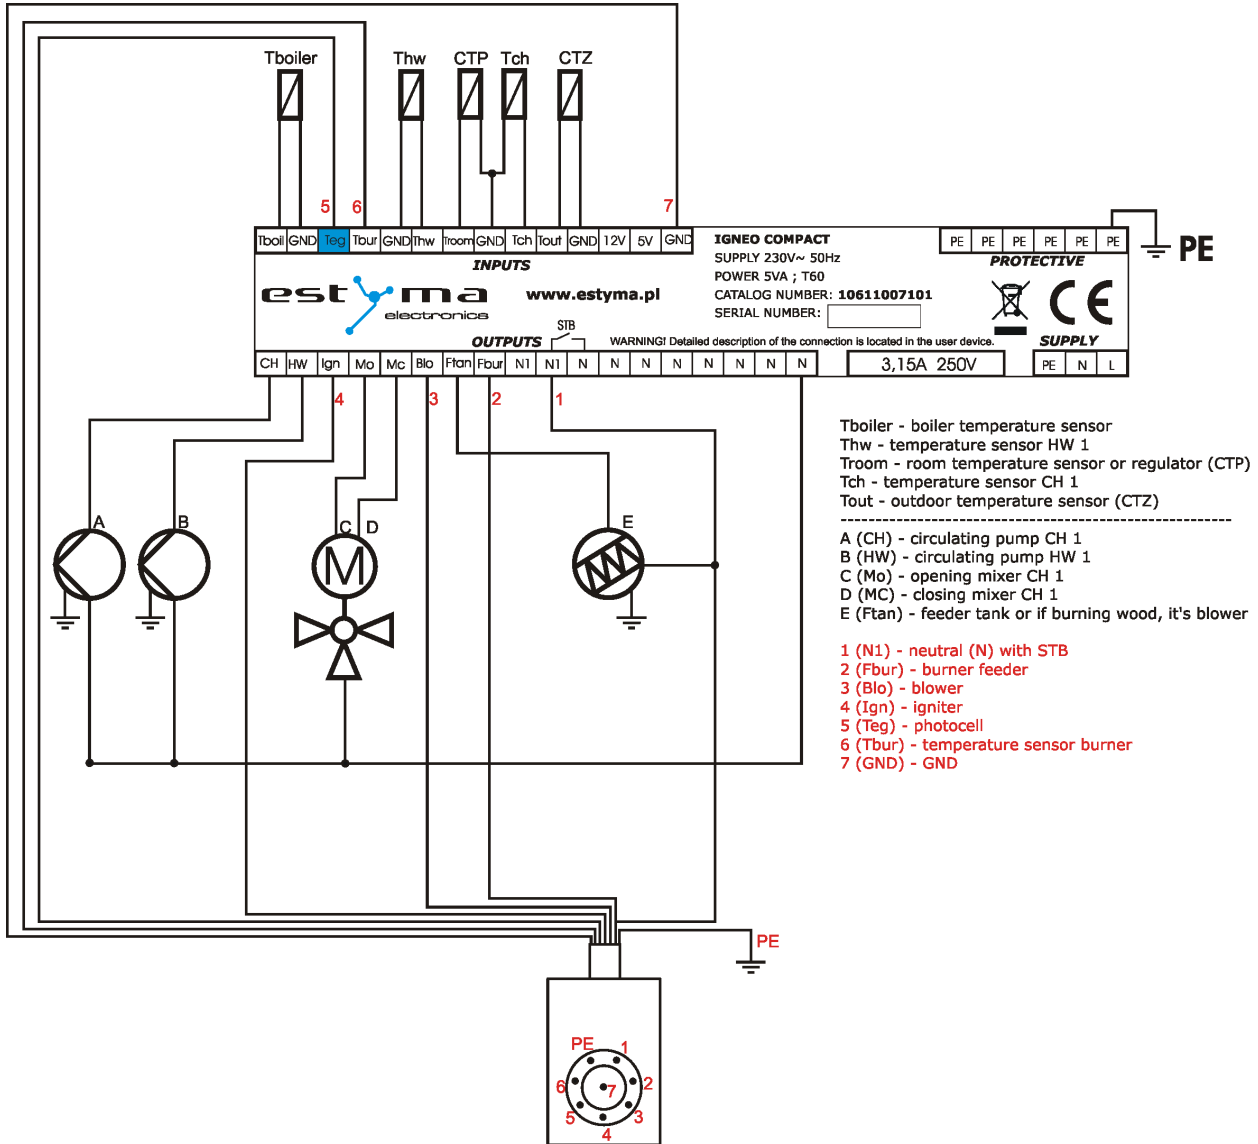 Tboiler Thw CTP Tch CTZ
5 6 7
Tboil GND Teg Tbur GND Thw Troom GND Tch Tout GND 12V 5V GND
INPUTS
estyma
electronics
www.estyma.pl
IGNEO COMPACT
SUPPLY 230V~ 50Hz
POWER 5VA ; T60
CATALOG NUMBER: 10611007101
SERIAL NUMBER:
PE PE PE PE PE PE
PE
PROTECTIVE
CE
STB
OUTPUTS
WARNING! Detailed description of the connection is located in the user device.
SUPPLY
CH HW Ign Mo Mc Blo Ftan Fbur N1 N1 N N N N N N N N
3,15A 250V
PE N L
4 3 2 1
A B C D E
M
Tboiler - boiler temperature sensor
Thw - temperature sensor HW 1
Troom - room temperature sensor or regulator (CTP)
Tch - temperature sensor CH 1
Tout - outdoor temperature sensor (CTZ)
A (CH) - circulating pump CH 1
B (HW) - circulating pump HW 1
C (Mo) - opening mixer CH 1
D (MC) - closing mixer CH 1
E (Ftan) - feeder tank or if burning wood, it's blower
1 (N1) - neutral (N) with STB
2 (Fbur) - burner feeder
3 (Blo) - blower
4 (Ign) - igniter
5 (Teg) - photocell
6 (Tbur) - temperature sensor burner
7 (GND) - GND
PE
PE 1
6 7 2
5 3
4